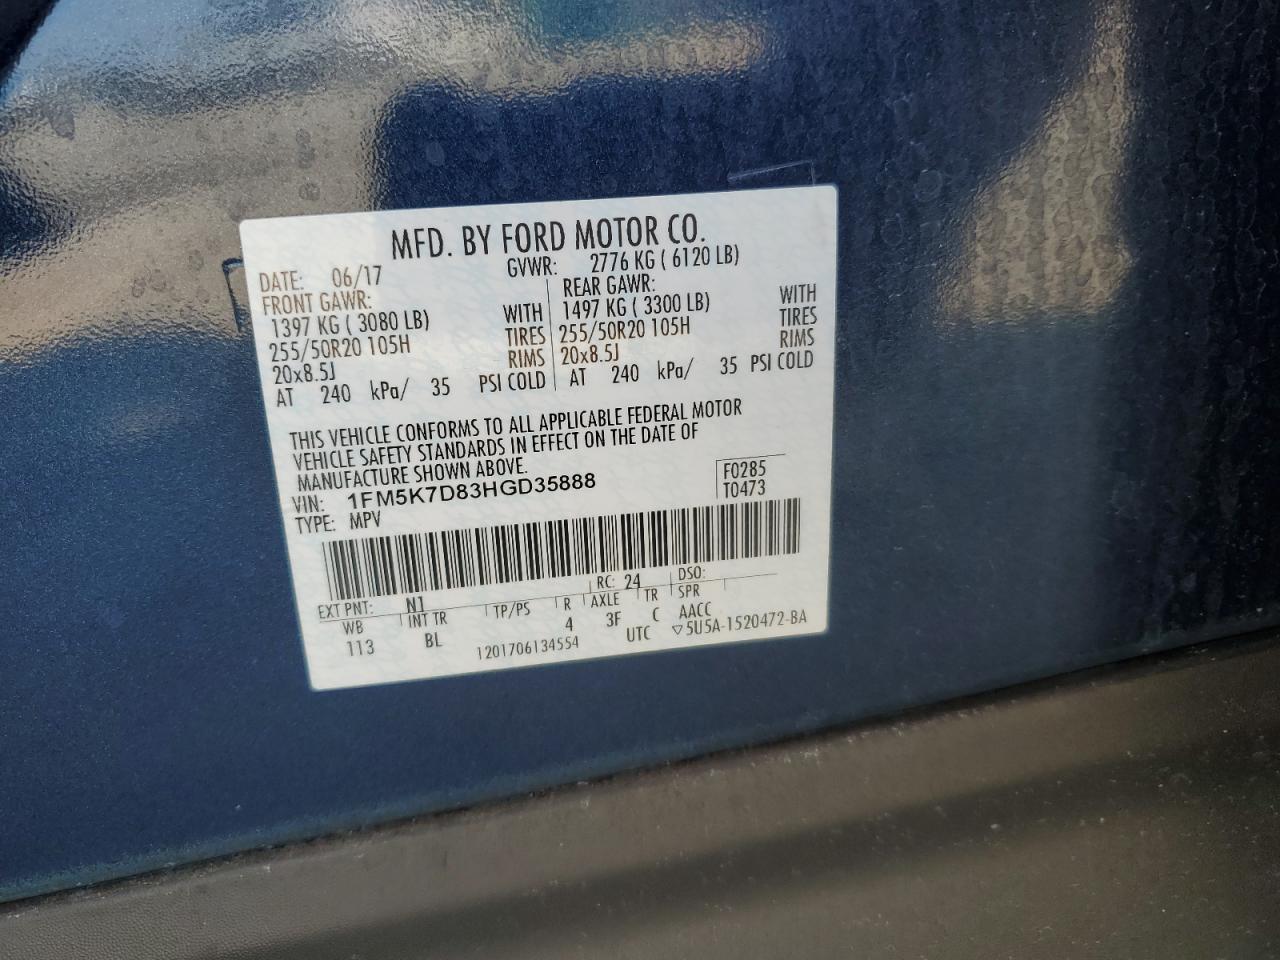 MFD. BY FORD MOTOR CO.
DATE: 06/17 GVWR: 2776 KG ( 6120 LB)
FRONT GAWR: REAR GAWR:
1397 KG ( 3080 LB) WITH 1497 KG ( 3300 LB) WITH
255/50R20 105H TIRES 255/50R20 105H TIRES
20x8.5J RIMS 20x8.5J RIMS
AT 240 kPa/ 35 PSI COLD AT 240 kPa/ 35 PSI COLD
THIS VEHICLE CONFORMS TO ALL APPLICABLE FEDERAL MOTOR
VEHICLE SAFETY STANDARDS IN EFFECT ON THE DATE OF
MANUFACTURE SHOWN ABOVE.
VIN: 1FM5K7D83HGD35888 F0285
TYPE: MPV T0473
EXT PNT: N1 RC: 24 DSO:
WB INT TR TP/PS R AXLE TR SPR
113 BL 4 3F C AACC
1201706134554 UTC ▽5U5A-1520472-BA